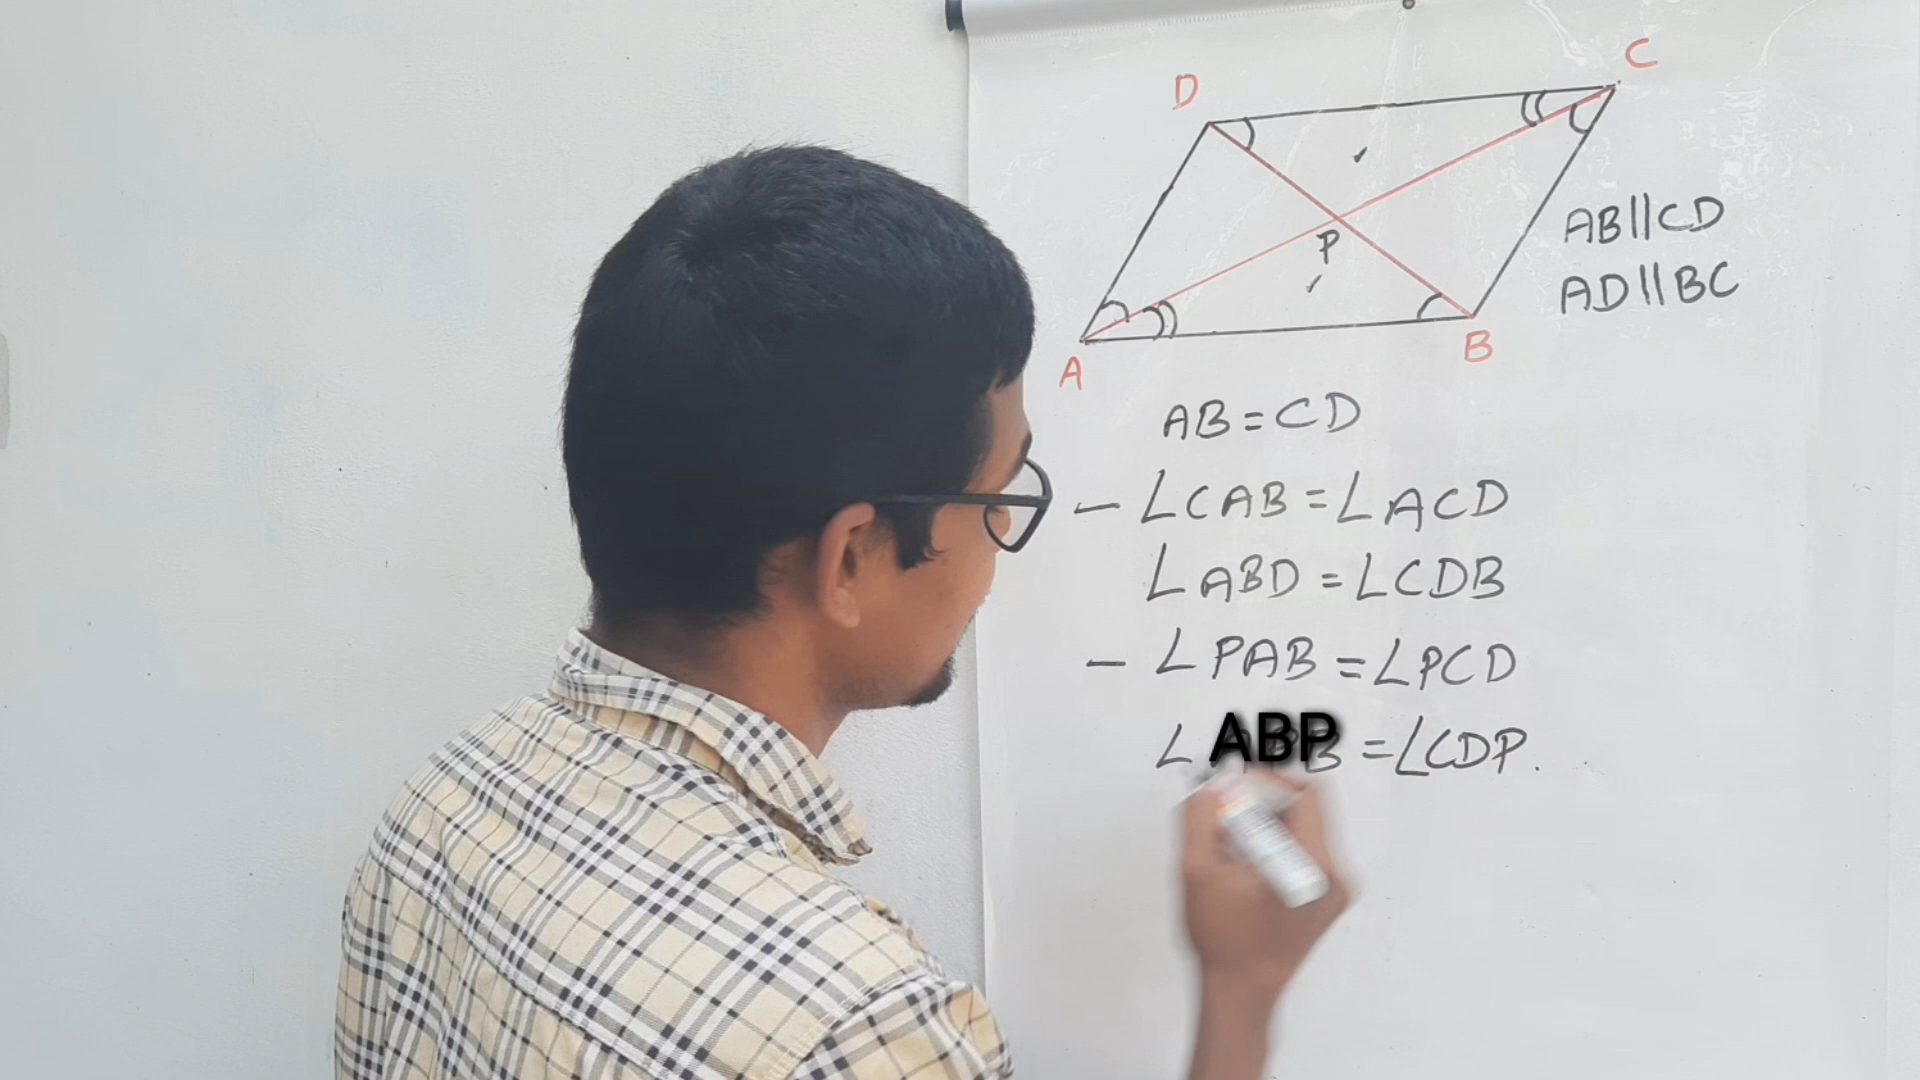 D
C
P
A
B
AB||CD
AD||BC
AB=CD
- ∠CAB=∠ACD
∠ABD=∠CDB
- ∠PAB=∠PCD
∠ABP=∠CDP.